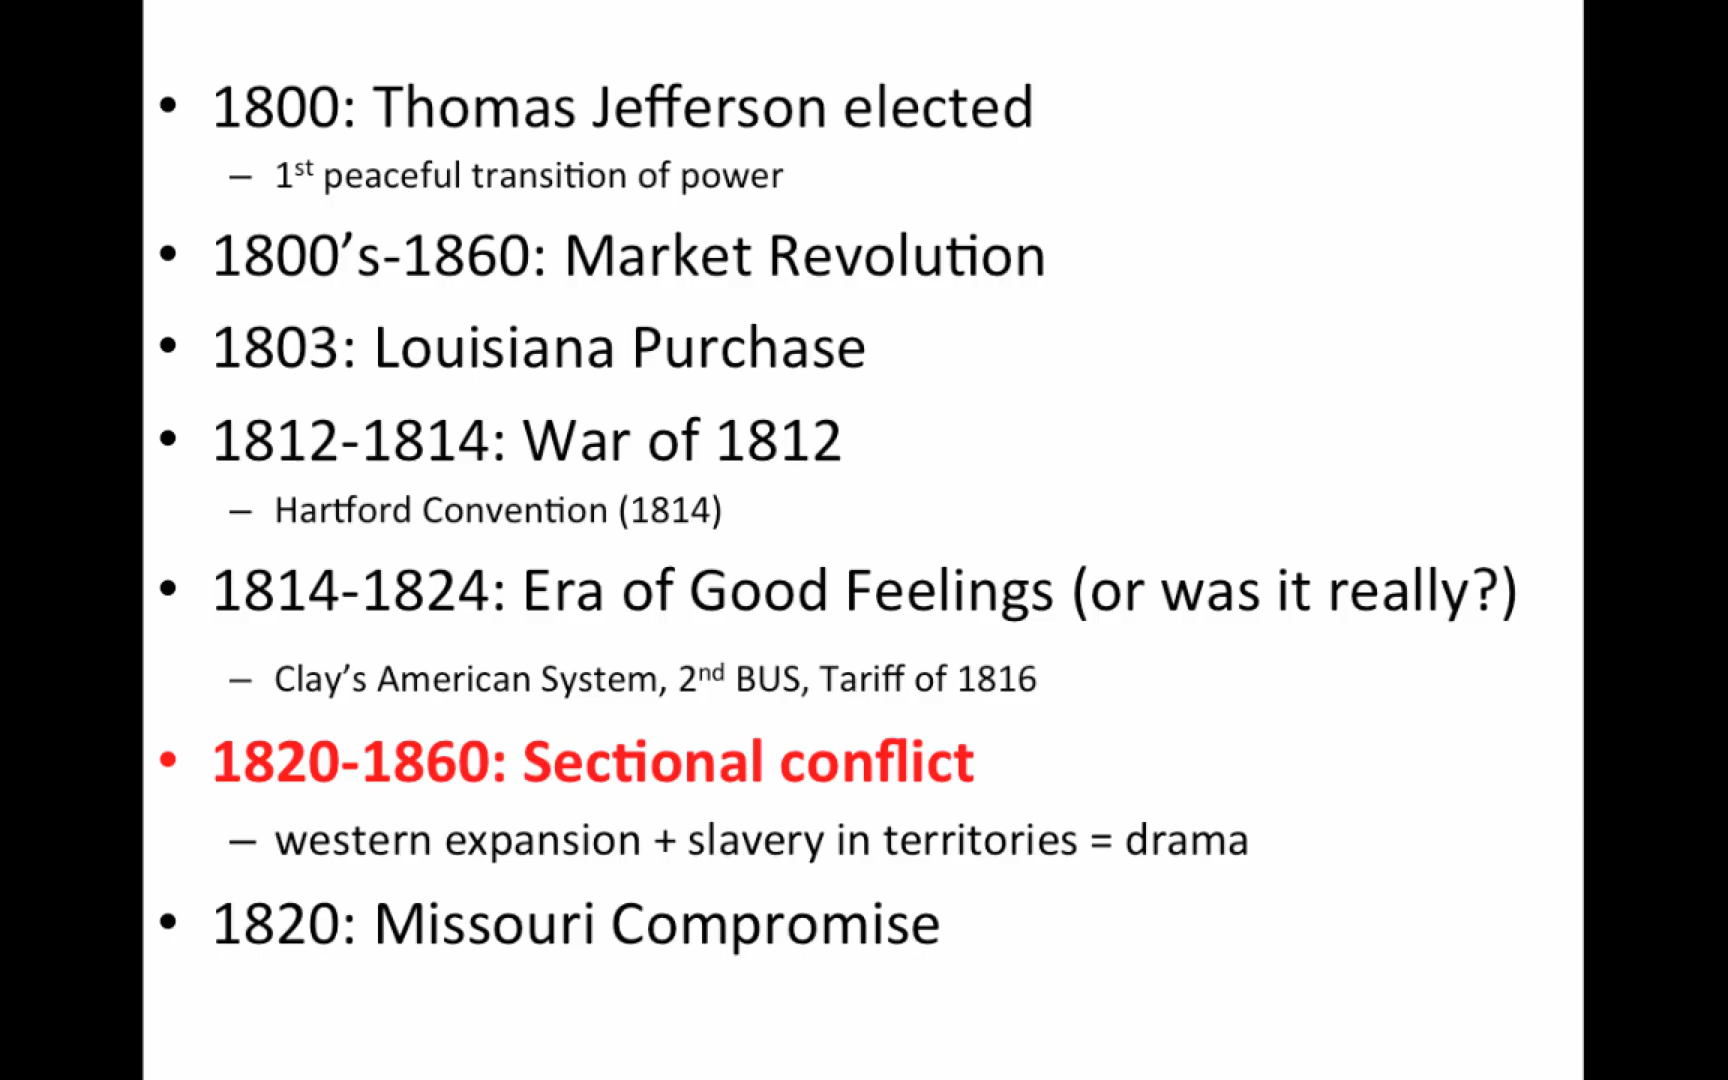 • 1800: Thomas Jefferson elected
– 1st peaceful transition of power
• 1800’s-1860: Market Revolution
• 1803: Louisiana Purchase
• 1812-1814: War of 1812
– Hartford Convention (1814)
• 1814-1824: Era of Good Feelings (or was it really?)
– Clay’s American System, 2nd BUS, Tariff of 1816
• 1820-1860: Sectional conflict
– western expansion + slavery in territories = drama
• 1820: Missouri Compromise